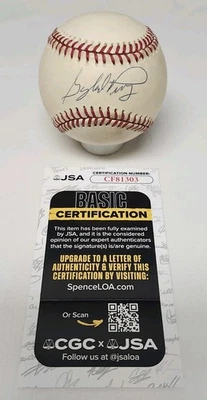 JSA
CERTIFICATION NUMBER:
CF81303
BASIC
CERTIFICATION
This item has been fully examined
by JSA, and it is the considered
opinion of our expert authenticators
that the signature(s) is/are genuine.
UPGRADE TO A LETTER OF
AUTHENTICITY & VERIFY THIS
CERTIFICATION BY VISITING:
SpenceLOA.com
Or Scan
CGC x JSA
Follow us at @jsaloa